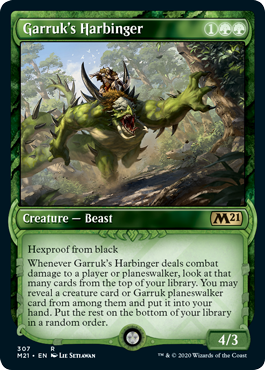 Garruk's Harbinger 1
Creature — Beast M21
Hexproof from black
Whenever Garruk's Harbinger deals combat
damage to a player or planeswalker, look at that
many cards from the top of your library. You may
reveal a creature card or Garruk planeswalker
card from among them and put it into your
hand. Put the rest on the bottom of your library
in a random order.
4/3
307 R
M21 • EN LIE SETIAWAN ™ & © 2020 Wizards of the Coast